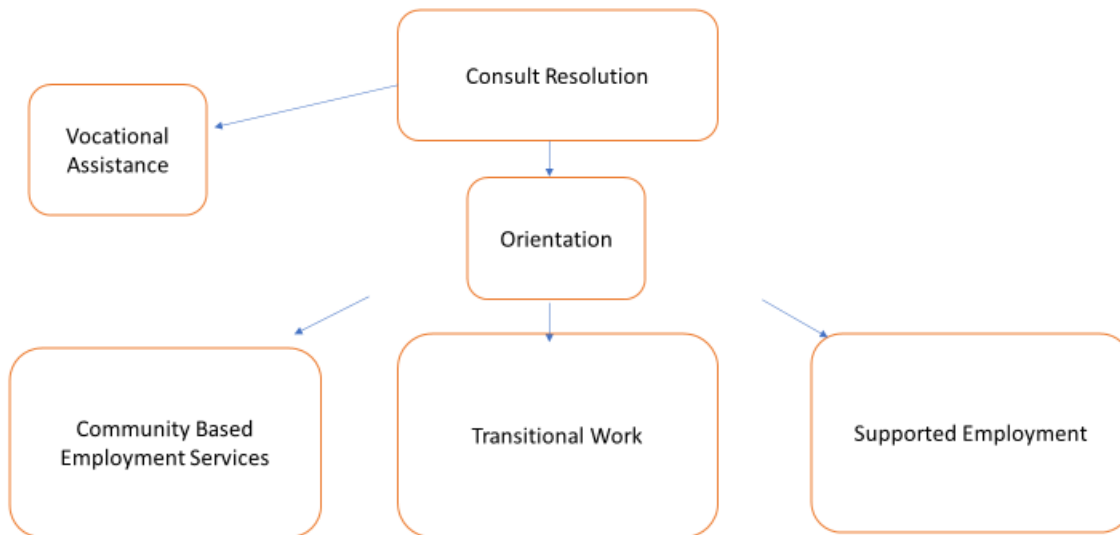 Consult Resolution
Vocational
Assistance
Orientation
Community Based
Employment Services
Transitional Work
Supported Employment